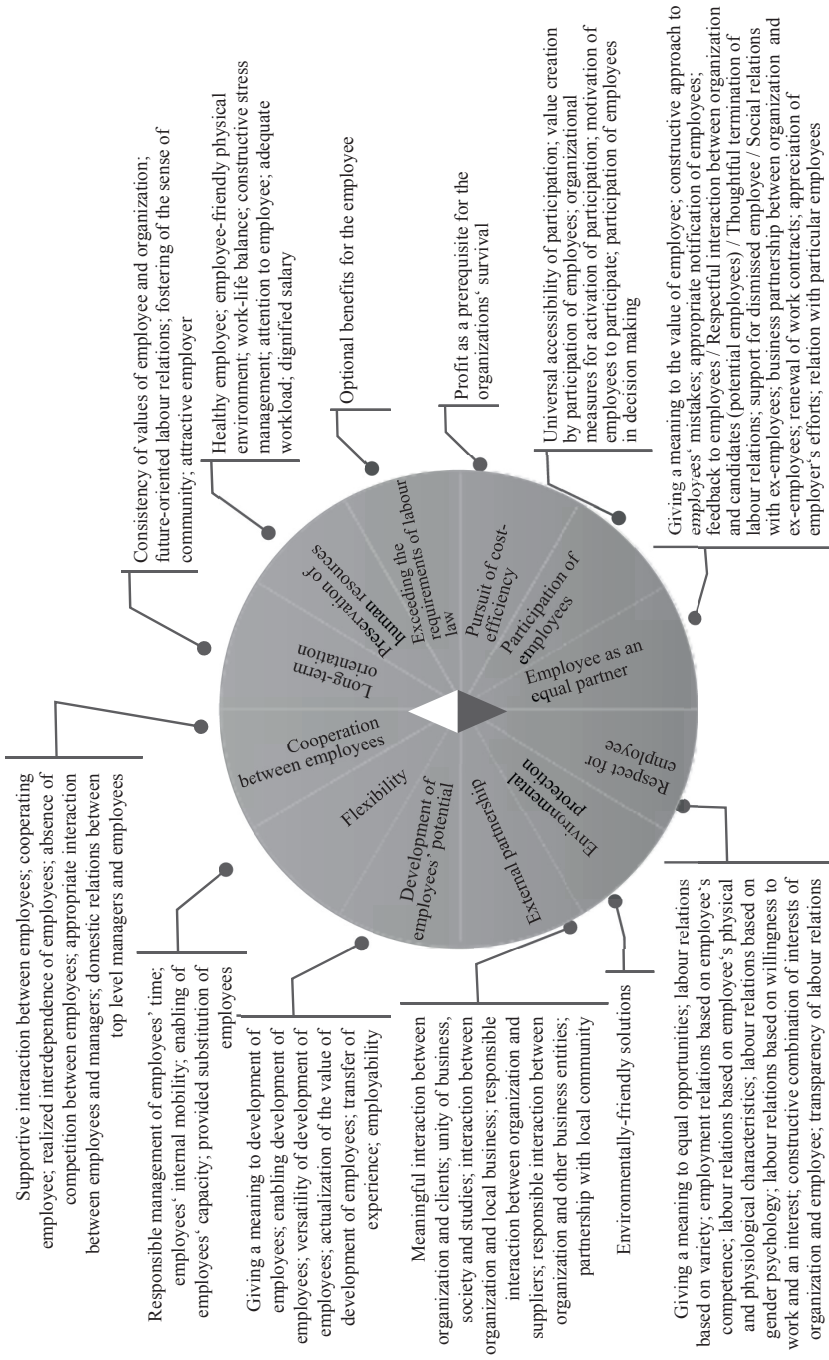 Supportive interaction between employees; cooperating
employee; realized interdependence of employees; absence of
competition between employees; appropriate interaction
between employees and managers; domestic relations between
top level managers and employees
Responsible management of employees’ time;
employees‘ internal mobility; enabling of
employees‘ capacity; provided substitution of
employees
Giving a meaning to development of
employees; enabling development of
employees; versatility of development of
employees; actualization of the value of
development of employees; transfer of
experience; employability
Meaningful interaction between
organization and clients; unity of business,
society and studies; interaction between
organization and local business; responsible
interaction between organization and
suppliers; responsible interaction between
organization and other business entities;
partnership with local community
Environmentally-friendly solutions
Giving a meaning to equal opportunities; labour relations
based on variety; employment relations based on employee‘s
competence; labour relations based on employee‘s physical
and physiological characteristics; labour relations based on
gender psychology; labour relations based on willingness to
work and an interest; constructive combination of interests of
organization and employee; transparency of labour relations
Cooperation
between employees
Flexibility
Development of
employees’ potential
External partnership
Environmental
protection
Respect for
employee
Long-term
orientation
Preservation of
human resources
Exceeding the
requirements of labour
law
Pursuit of cost-
efficiency
Participation of
employees
Employee as an
equal partner
Consistency of values of employee and organization;
future-oriented labour relations; fostering of the sense of
community; attractive employer
Healthy employee; employee-friendly physical
environment; work-life balance; constructive stress
management; attention to employee; adequate
workload; dignified salary
Optional benefits for the employee
Profit as a prerequisite for the
organizations‘ survival
Universal accessibility of participation; value creation
by participation of employees; organizational
measures for activation of participation; motivation of
employees to participate; participation of employees
in decision making
Giving a meaning to the value of employee; constructive approach to
employees‘ mistakes; appropriate notification of employees;
feedback to employees / Respectful interaction between organization
and candidates (potential employees) / Thoughtful termination of
labour relations; support for dismissed employee / Social relations
with ex-employees; business partnership between organization and
ex-employees; renewal of work contracts; appreciation of
employer‘s efforts; relation with particular employees